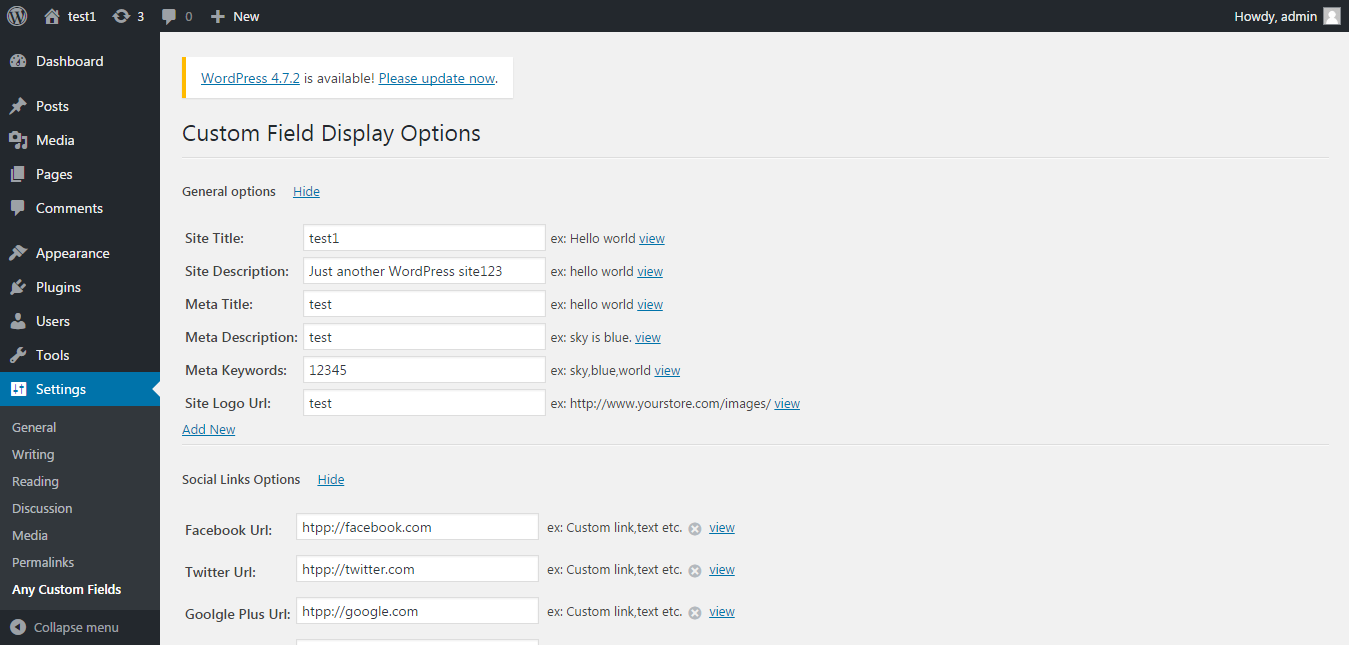 test1 3 0 New Howdy, admin
Dashboard
Posts
Media
Pages
Comments
Appearance
Plugins
Users
Tools
Settings
General
Writing
Reading
Discussion
Media
Permalinks
Any Custom Fields
Collapse menu
WordPress 4.7.2 is available! Please update now.
Custom Field Display Options
General options Hide
Site Title: test1 ex: Hello world view
Site Description: Just another WordPress site123 ex: hello world view
Meta Title: test ex: hello world view
Meta Description: test ex: sky is blue. view
Meta Keywords: 12345 ex: sky,blue,world view
Site Logo Url: test ex: http://www.yourstore.com/images/ view
Add New
Social Links Options Hide
Facebook Url: htpp://facebook.com ex: Custom link,text etc. view
Twitter Url: htpp://twitter.com ex: Custom link,text etc. view
Goolgle Plus Url: htpp://google.com ex: Custom link,text etc. view